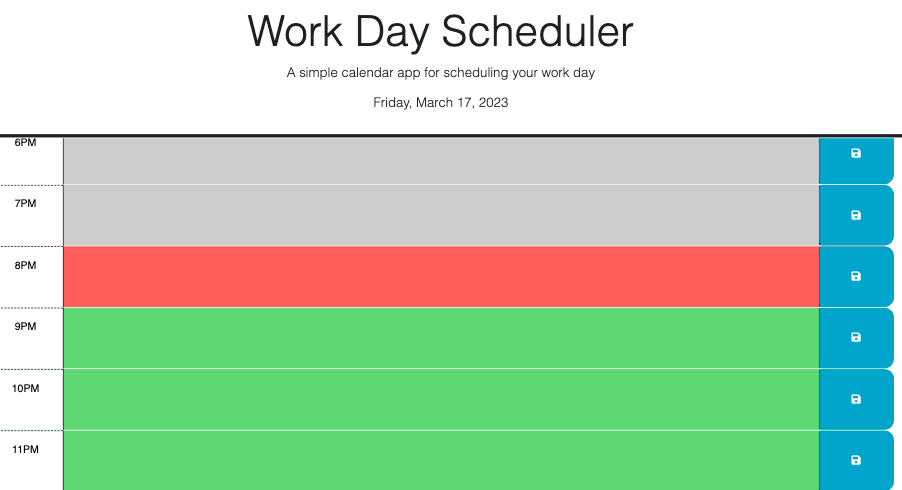 Work Day Scheduler
A simple calendar app for scheduling your work day
Friday, March 17, 2023
6PM
7PM
8PM
9PM
10PM
11PM